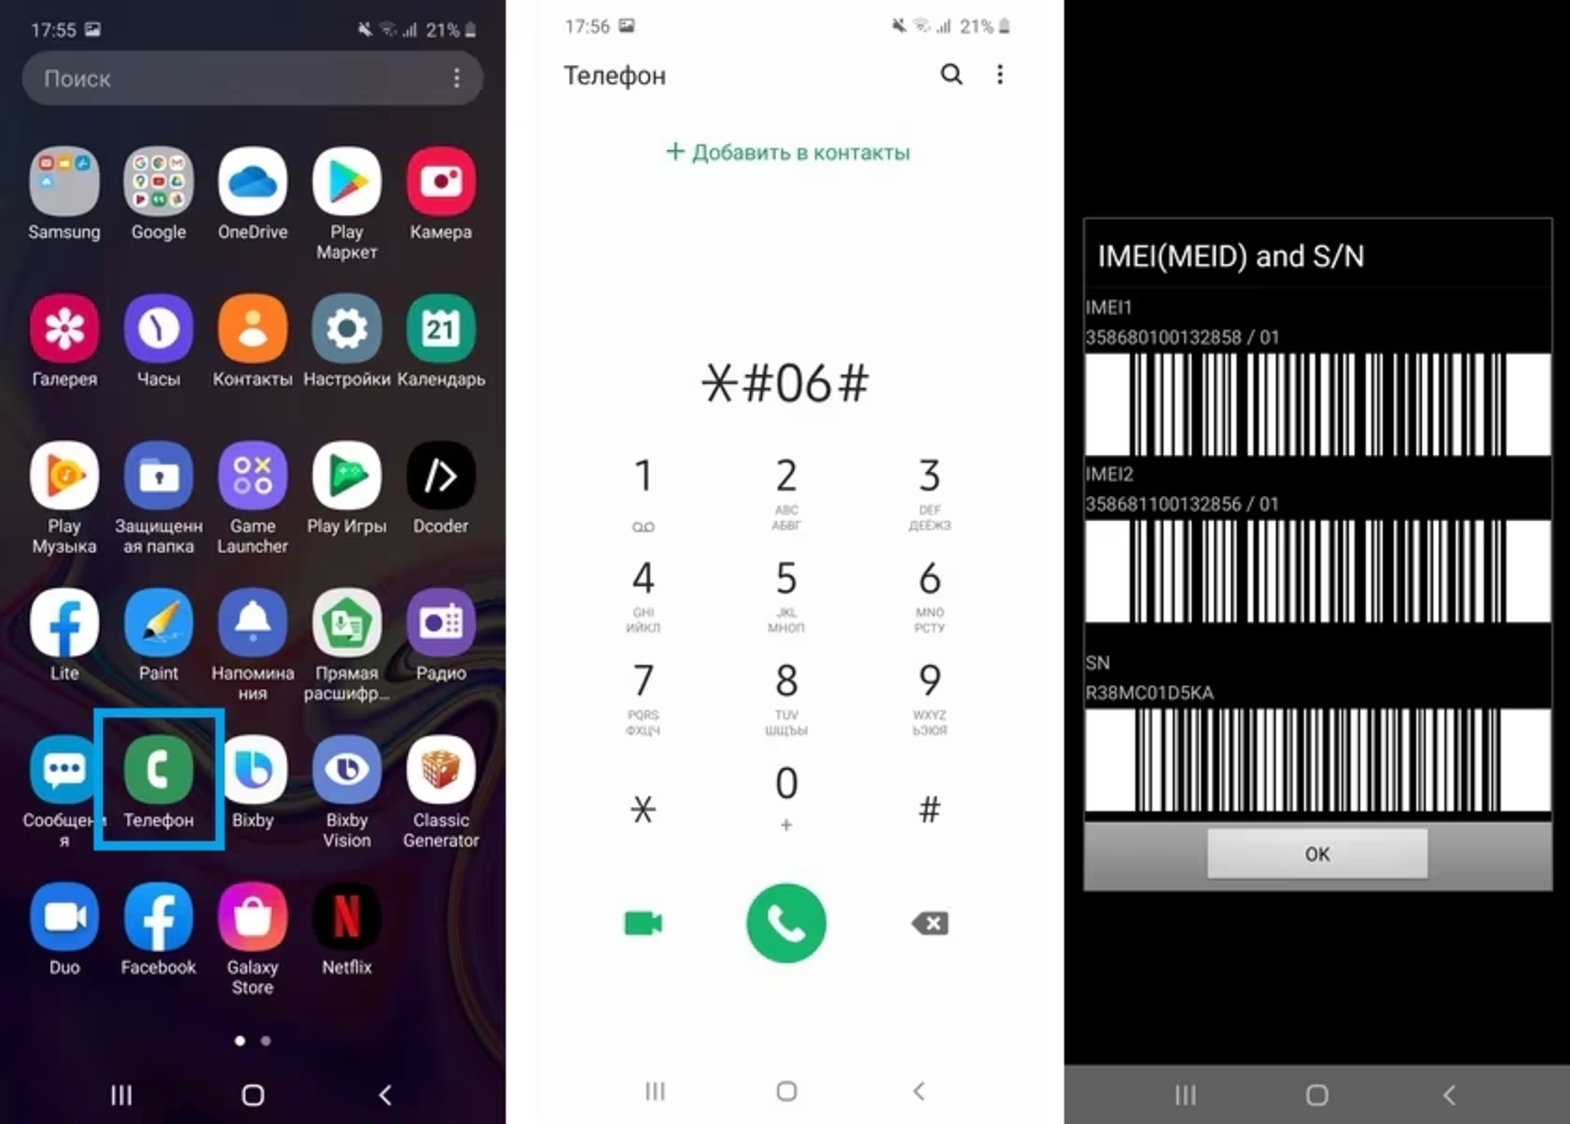 17:55
21%
Поиск
Samsung
Google
OneDrive
Play
Маркет
Камера
21
Галерея
Часы
Контакты
Настройки
Календарь
Play
Музыка
Защищенн
ая папка
Game
Launcher
Play Игры
Dcoder
Lite
Paint
Напомина
ния
Прямая
расшифр...
Радио
Сообщени
я
Телефон
Bixby
Bixby
Vision
Classic
Generator
Duo
Facebook
Galaxy
Store
Netflix
17:56
21%
Телефон
+ Добавить в контакты
*#06#
1
2
ABC
АБВГ
3
DEF
ДЕЁЖЗ
4
GHI
ИЙКЛ
5
JKL
МНОП
6
MNO
РСТУ
7
PQRS
ФХЦЧ
8
TUV
ШЩЪЫ
9
WXYZ
ЬЭЮЯ
*
0
+
#
IMEI(MEID) and S/N
IMEI1
358680100132858 / 01
IMEI2
358681100132856 / 01
SN
R38MC01D5KA
OK